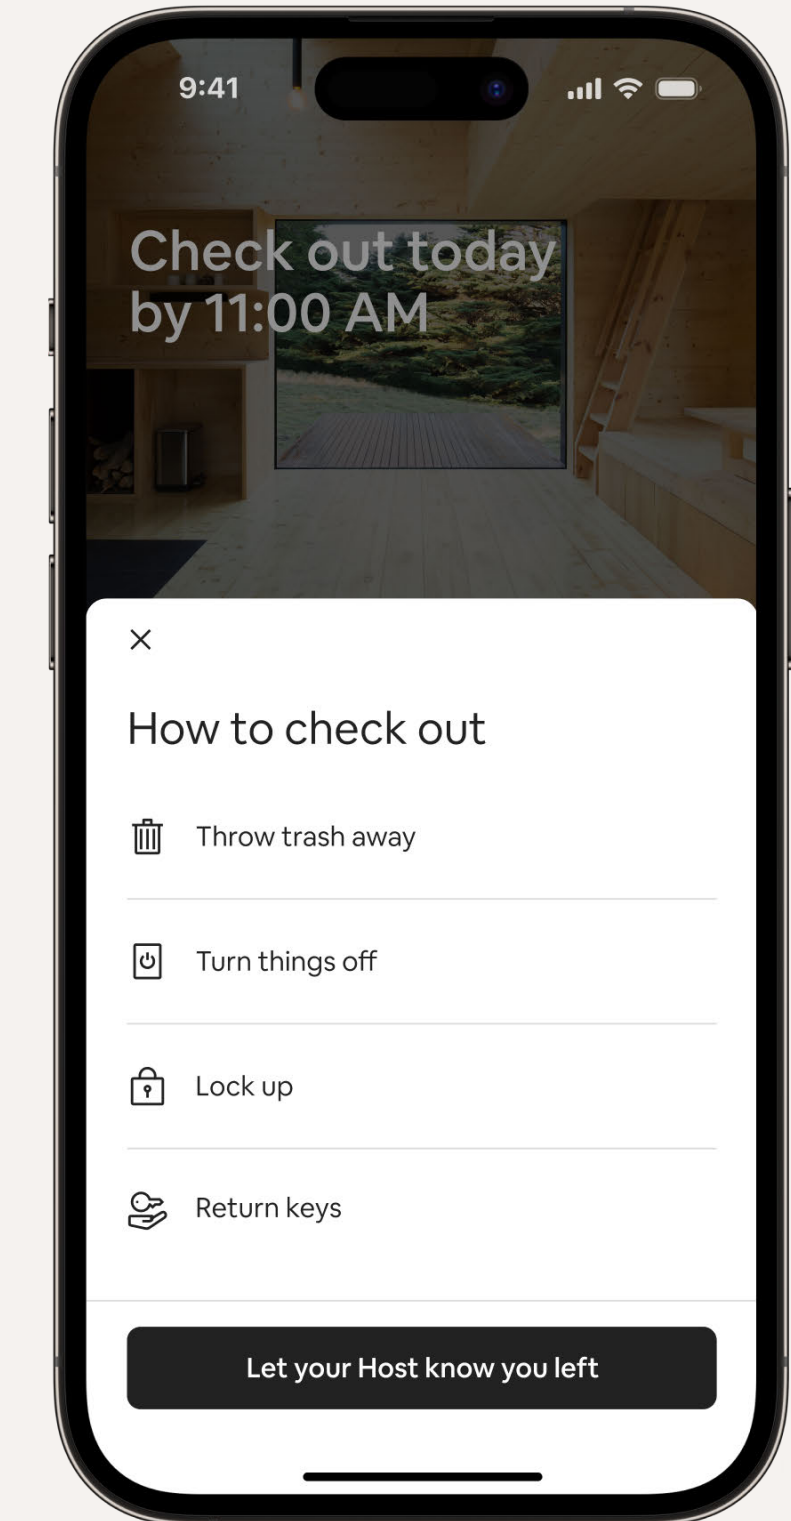 9:41
Check out today
by 11:00 AM
How to check out
Throw trash away
Turn things off
Lock up
Return keys
Let your Host know you left